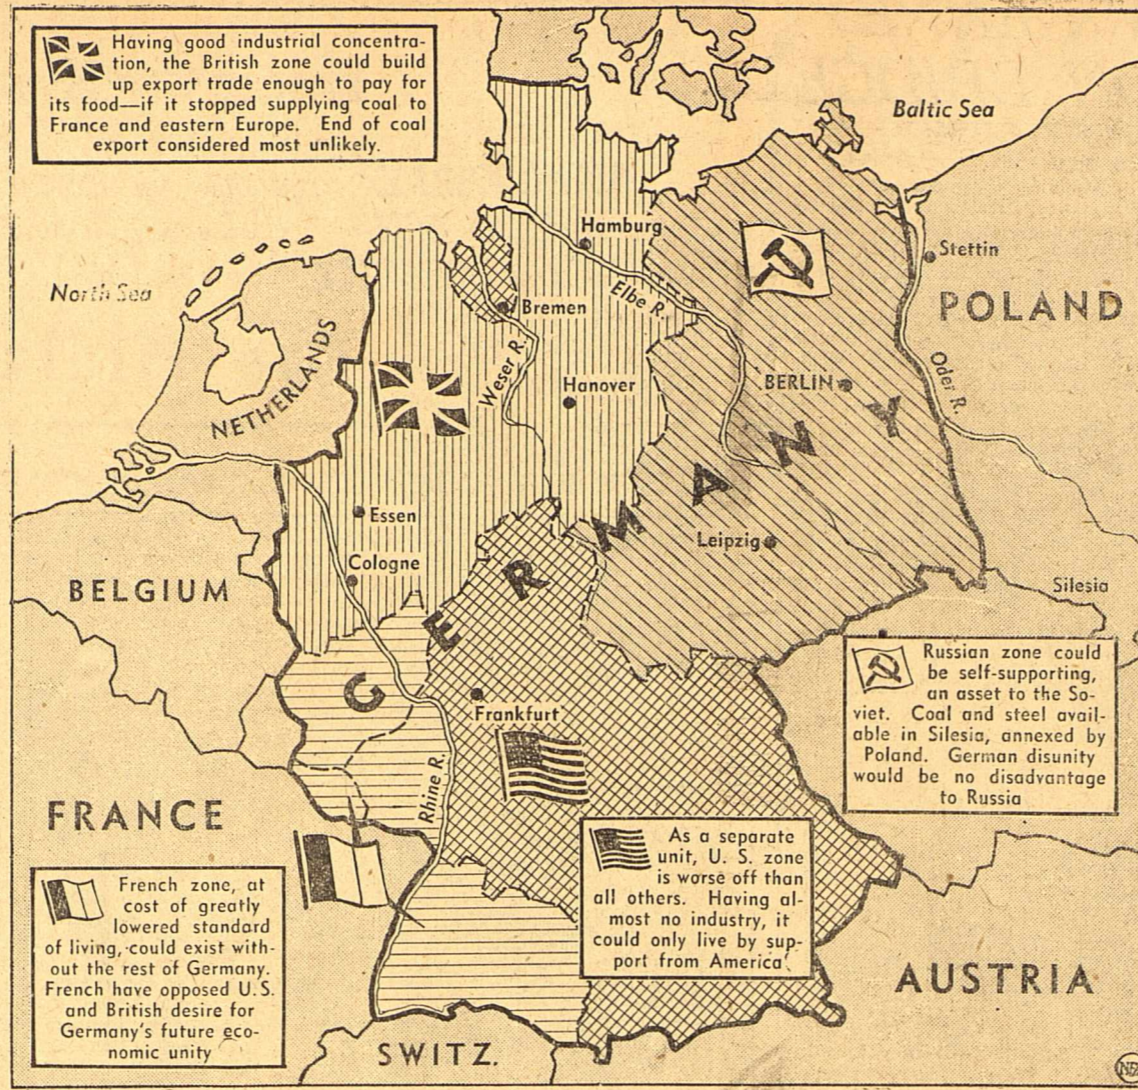 Having good industrial concentra-
tion, the British zone could build
up export trade enough to pay for
its food—if it stopped supplying coal to
France and eastern Europe. End of coal
export considered most unlikely.
Baltic Sea
Hamburg
Stettin
North Sea
Elbe R.
POLAND
Bremen
NETHERLANDS
Weser R.
Hanover
BERLIN
Oder R.
GERMANY
Essen
Leipzig
Cologne
BELGIUM
Silesia
Russian zone could
be self-supporting,
an asset to the So-
viet. Coal and steel avail-
able in Silesia, annexed by
Poland. German disunity
would be no disadvantage
to Russia
Frankfurt
Rhine R.
FRANCE
As a separate
unit, U. S. zone
is worse off than
all others. Having al-
most no industry, it
could only live by sup-
port from America
French zone, at
cost of greatly
lowered standard
of living, could exist with-
out the rest of Germany.
French have opposed U.S.
and British desire for
Germany's future eco-
nomic unity
AUSTRIA
SWITZ.